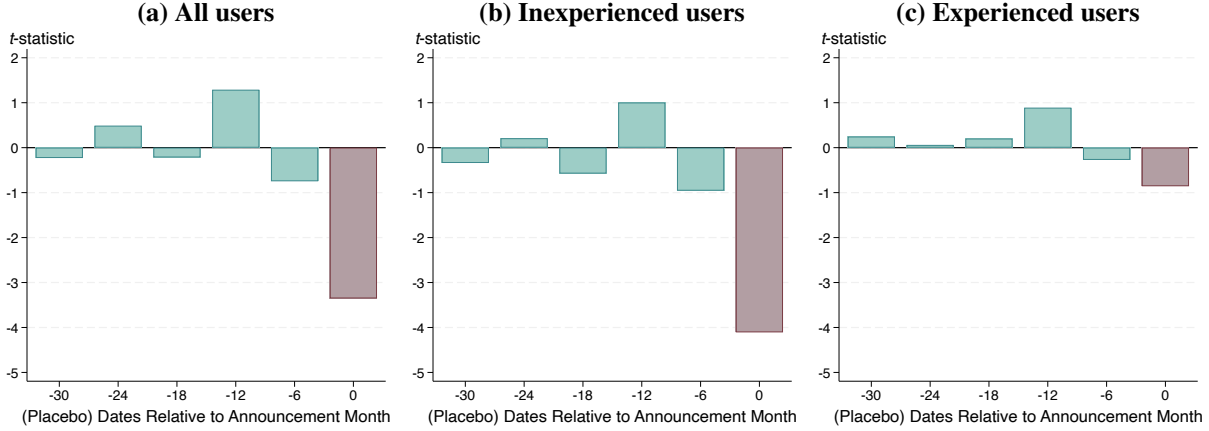 (a) All users
t-statistic
2
1
0
-1
-2
-3
-4
-5
-30 -24 -18 -12 -6 0
(Placebo) Dates Relative to Announcement Month
(b) Inexperienced users
t-statistic
2
1
0
-1
-2
-3
-4
-5
-30 -24 -18 -12 -6 0
(Placebo) Dates Relative to Announcement Month
(c) Experienced users
t-statistic
2
1
0
-1
-2
-3
-4
-5
-30 -24 -18 -12 -6 0
(Placebo) Dates Relative to Announcement Month